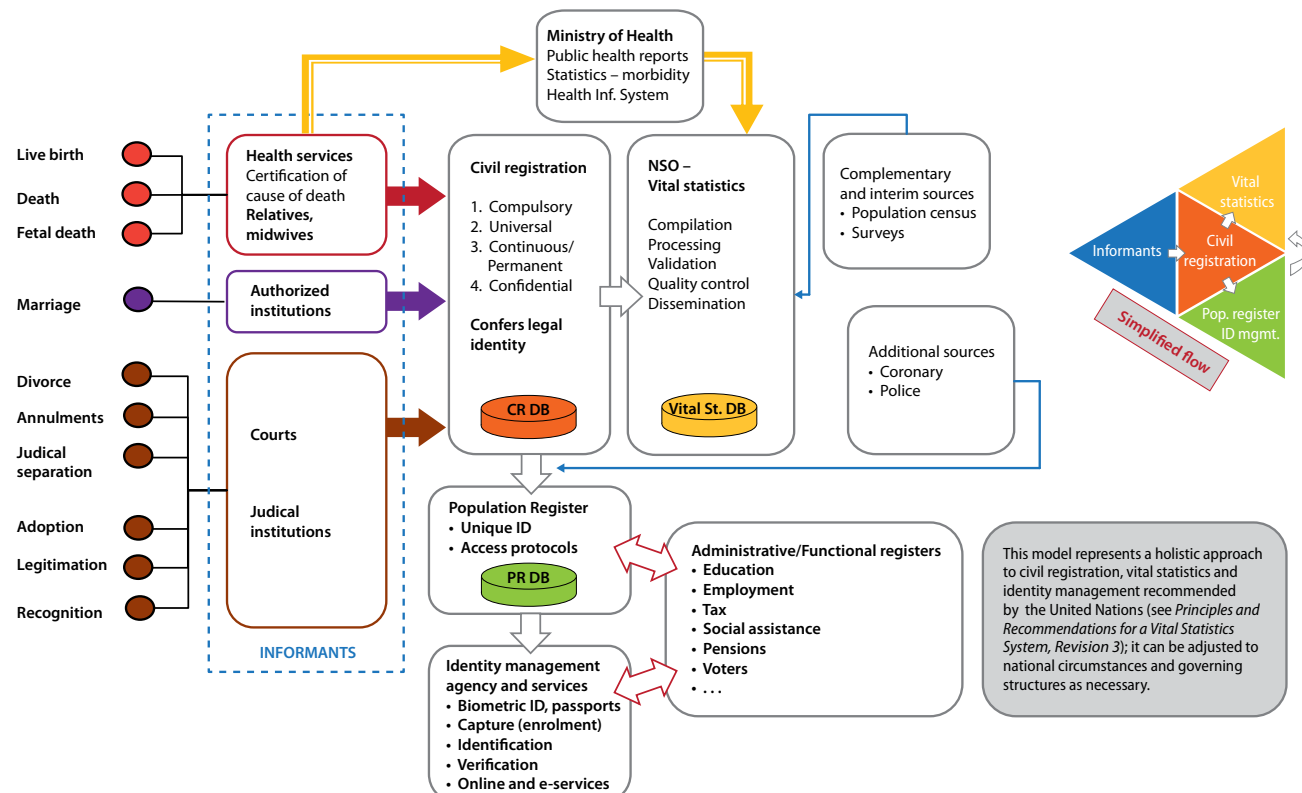 Ministry of Health
Public health reports
Statistics – morbidity
Health Inf. System
Live birth
Death
Fetal death
Marriage
Divorce
Annulments
Judical
separation
Adoption
Legitimation
Recognition
Health services
Certification of
cause of death
Relatives,
midwives
Authorized
institutions
Courts
Judical
institutions
INFORMANTS
Civil registration
1. Compulsory
2. Universal
3. Continuous/
Permanent
4. Confidential
Confers legal
identity
CR DB
NSO –
Vital statistics
Compilation
Processing
Validation
Quality control
Dissemination
Vital St. DB
Complementary
and interim sources
• Population census
• Surveys
Additional sources
• Coronary
• Police
Population Register
• Unique ID
• Access protocols
PR DB
Identity management
agency and services
• Biometric ID, passports
• Capture (enrolment)
• Identification
• Verification
• Online and e-services
Administrative/Functional registers
• Education
• Employment
• Tax
• Social assistance
• Pensions
• Voters
• . . .
Vital
statistics
Informants
Civil
registration
Pop. register
ID mgmt.
Simplified flow
This model represents a holistic approach
to civil registration, vital statistics and
identity management recommended
by the United Nations (see Principles and
Recommendations for a Vital Statistics
System, Revision 3); it can be adjusted to
national circumstances and governing
structures as necessary.